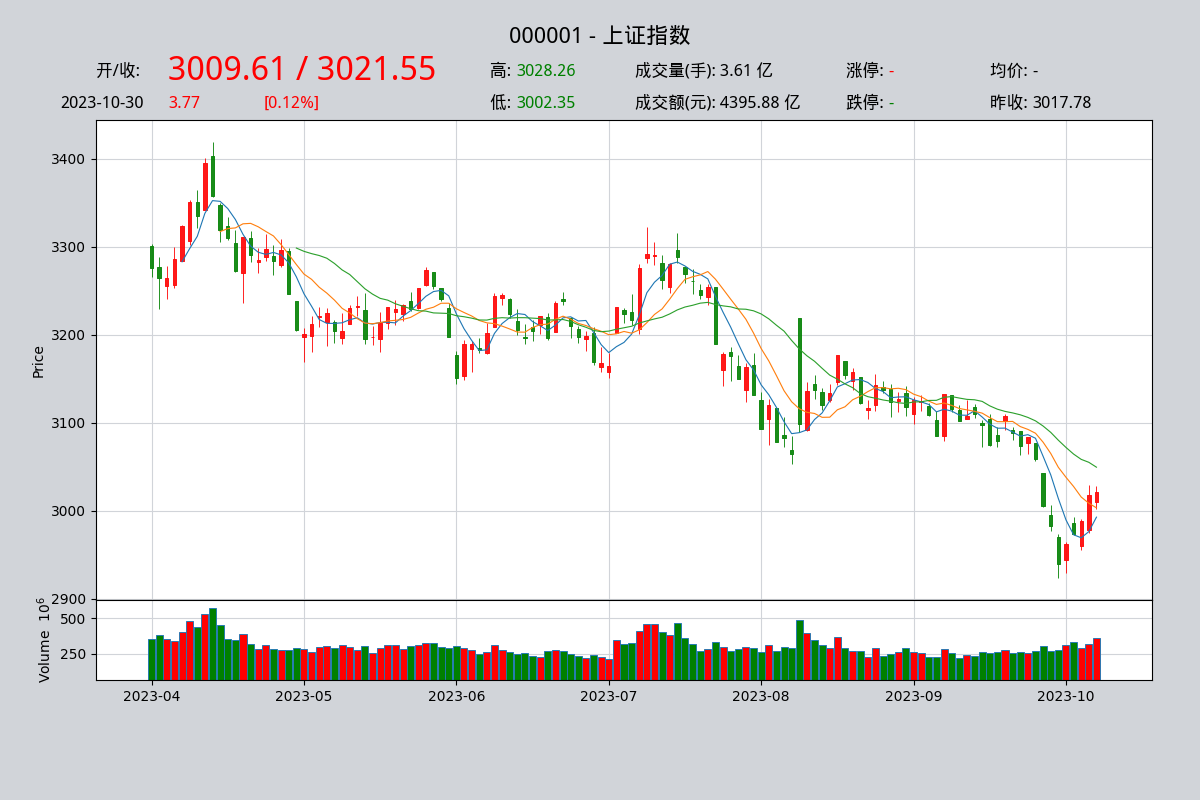 000001 - 上证指数
开/收: 3009.61 / 3021.55 高: 3028.26 成交量(手): 3.61 亿 涨停: - 均价: -
2023-10-30 3.77 [0.12%] 低: 3002.35 成交额(元): 4395.88 亿 跌停: - 昨收: 3017.78
3400
3300
3200
3100
3000
2900
Price
500
250
Volume 10⁶
2023-04 2023-05 2023-06 2023-07 2023-08 2023-09 2023-10